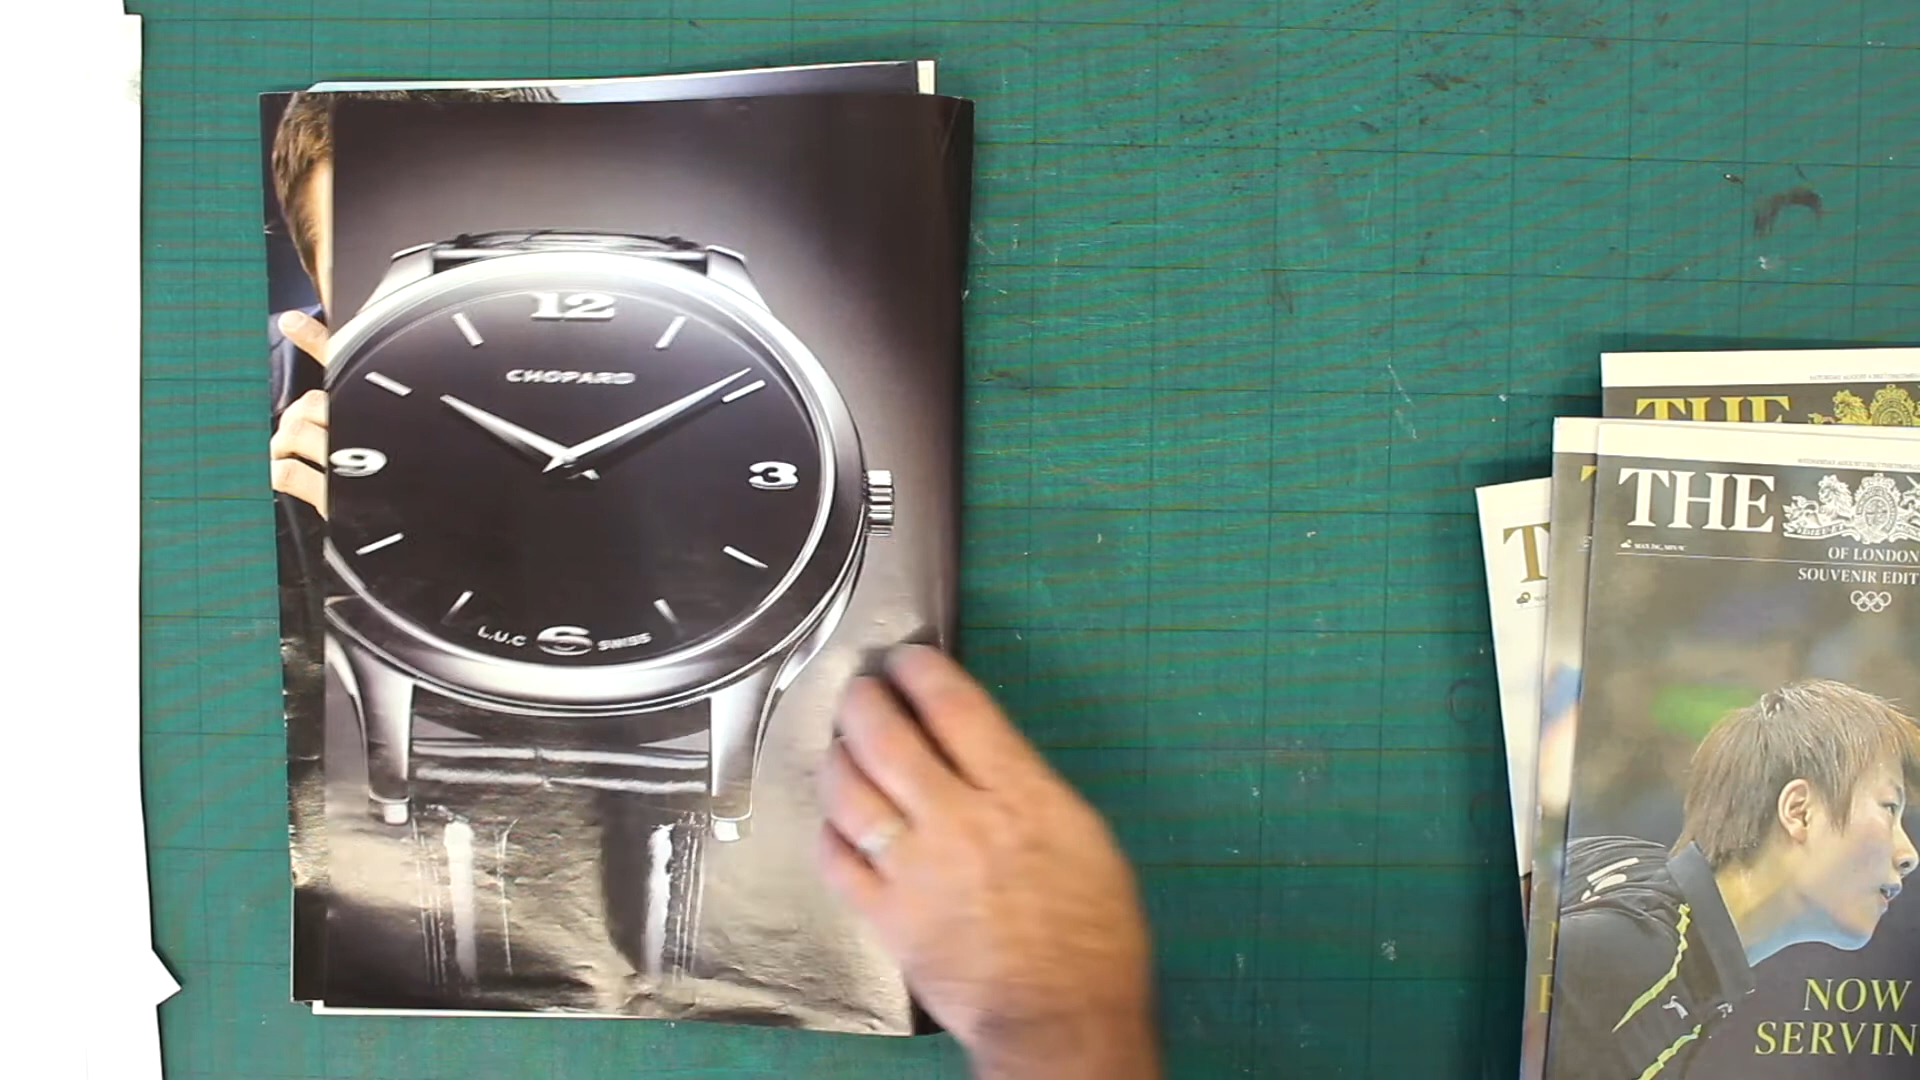 12
CHOPARD
9
3
L.U.C 6 SWISS
THE
THE
OF LONDON
SOUVENIR EDIT
T
NOW
SERVIN